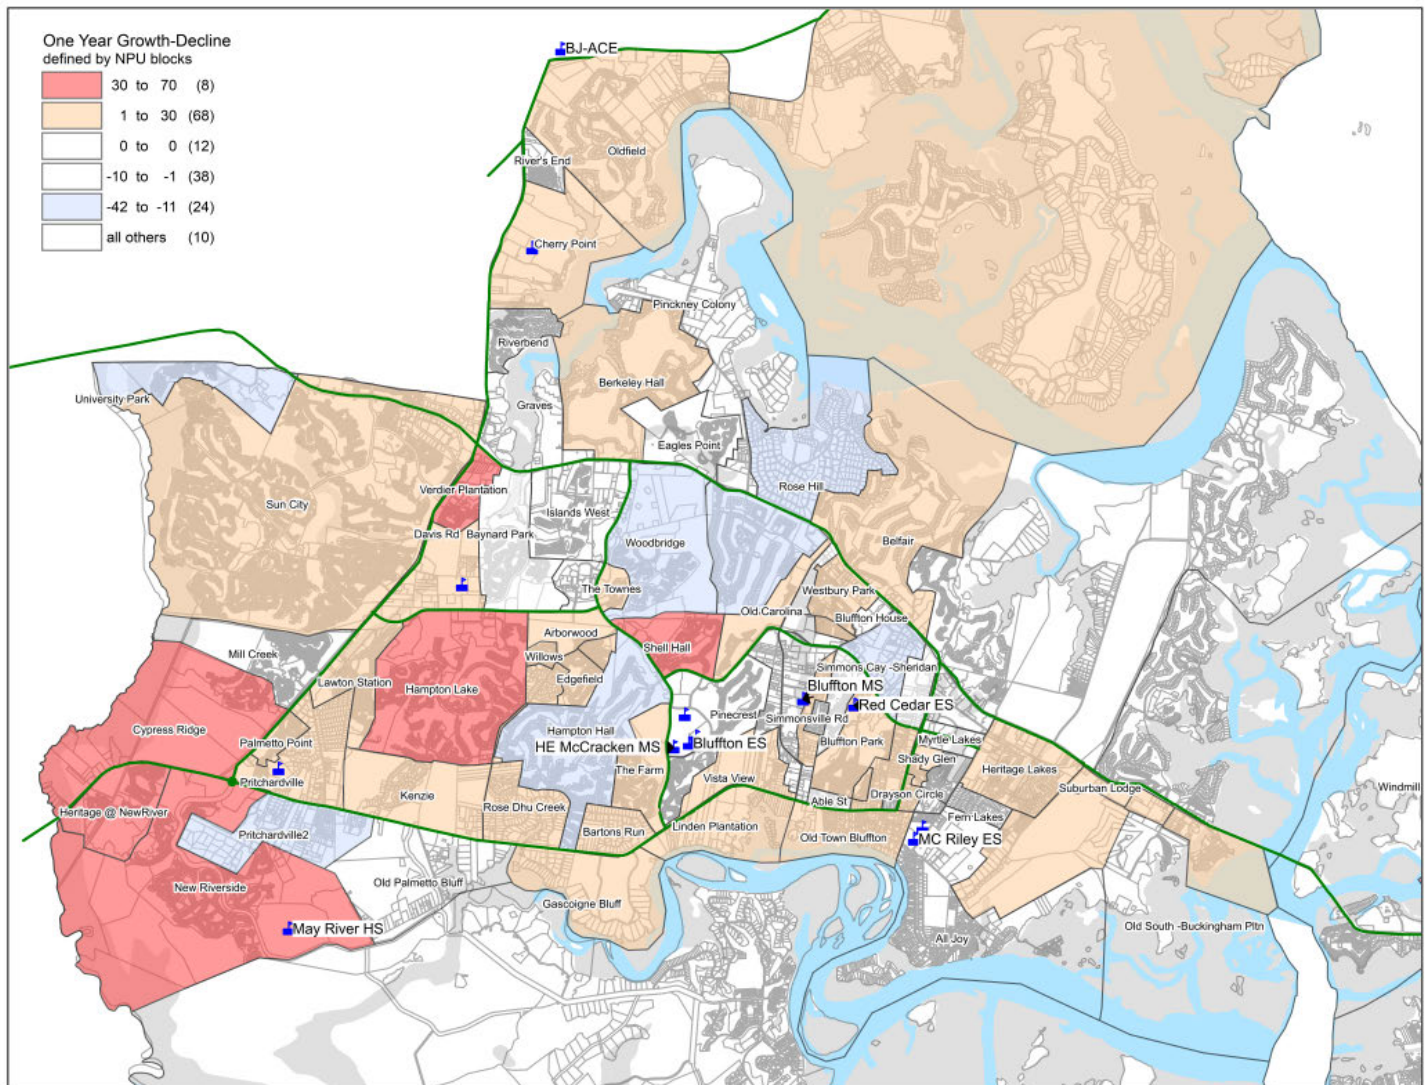 One Year Growth-Decline
defined by NPU blocks
30 to 70 (8)
1 to 30 (68)
0 to 0 (12)
-10 to -1 (38)
-42 to -11 (24)
all others (10)
BJ-ACE
Oldfield
River's End
Cherry Point
Pinckney Colony
Riverbend
Berkeley Hall
University Park
Graves
Eagles Point
Verdier Plantation
Rose Hill
Sun City
Islands West
Davis Rd
Baynard Park
Woodbridge
Belfair
The Townes
Westbury Park
Old Carolina
Bluffton House
Arborwood
Shell Hall
Mill Creek
Willows
Simmons Cay -Sheridan
Edgefield
Lawton Station
Hampton Lake
Bluffton MS
Red Cedar ES
Pinecrest
Simmonsville Rd
Cypress Ridge
Hampton Hall
Palmetto Point
HE McCracken MS
Bluffton ES
Bluffton Park
Myrtle Lakes
Shady Glen
The Farm
Heritage Lakes
Pritchardville
Vista View
Suburban Lodge
Windmill
Kenzie
Drayson Circle
Rose Dhu Creek
Able St
Heritage @ NewRiver
Fern Lakes
Linden Plantation
Pritchardville2
Bartons Run
Old Town Bluffton
MC Riley ES
Old Palmetto Bluff
New Riverside
Gascoigne Bluff
May River HS
Old South -Buckingham Pltn
All Joy